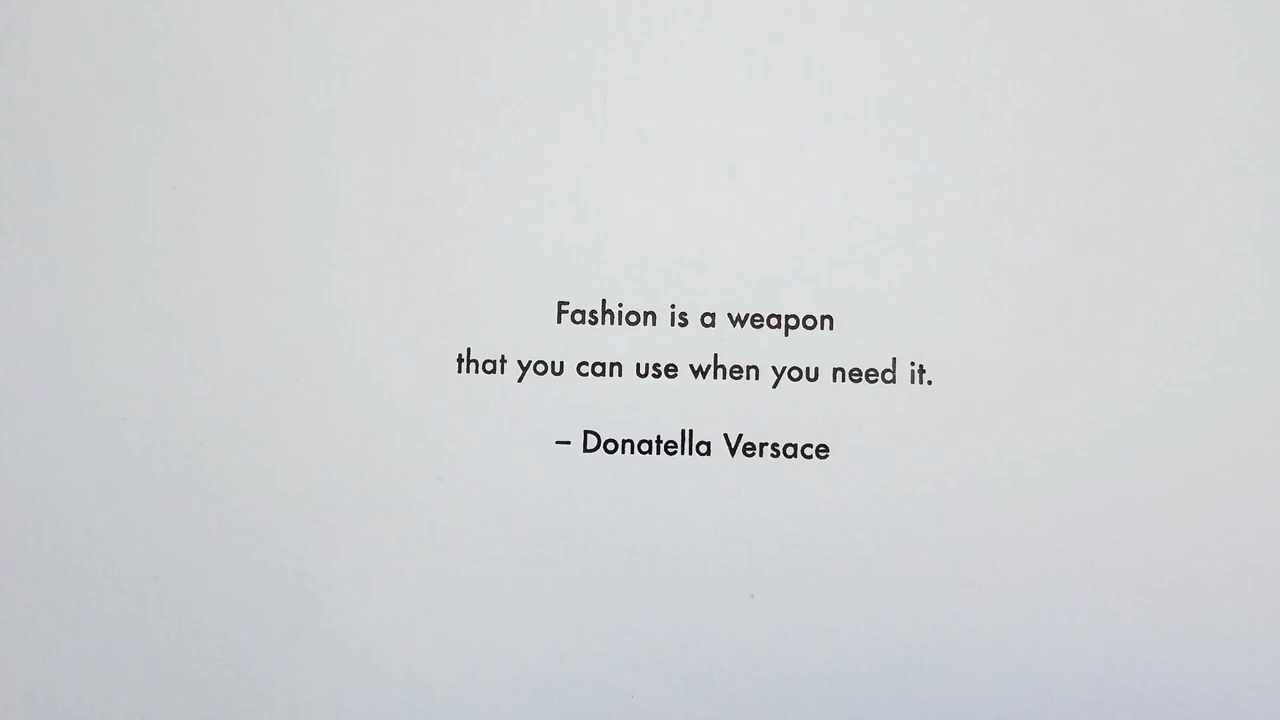 Fashion is a weapon
that you can use when you need it.
– Donatella Versace